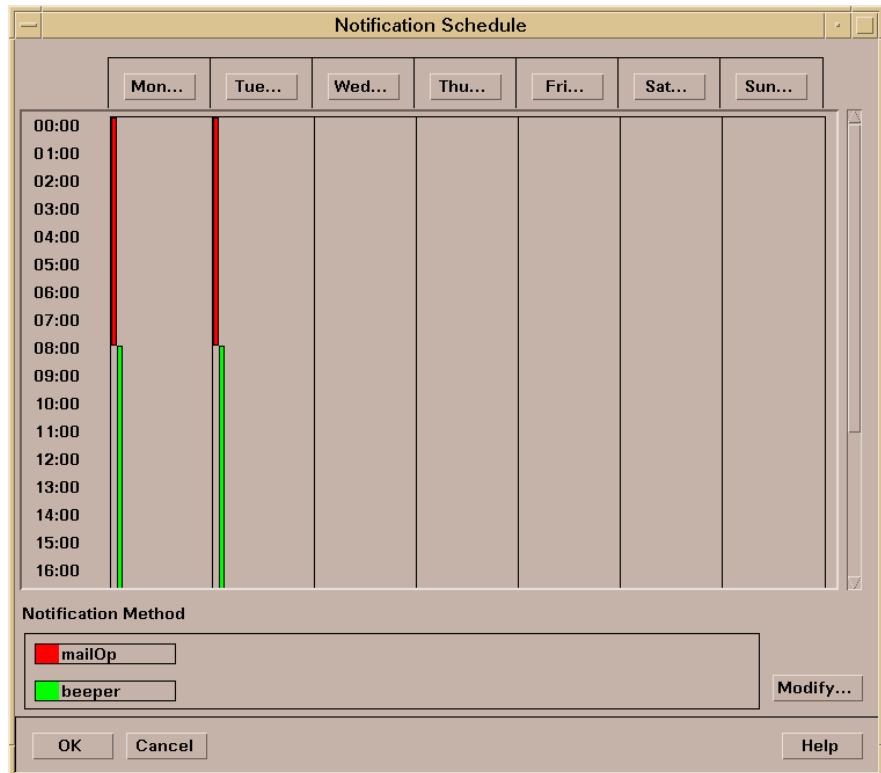 Notification Schedule
Mon... Tue... Wed... Thu... Fri... Sat... Sun...
00:00
01:00
02:00
03:00
04:00
05:00
06:00
07:00
08:00
09:00
10:00
11:00
12:00
13:00
14:00
15:00
16:00
Notification Method
mailOp
beeper
Modify...
OK Cancel Help